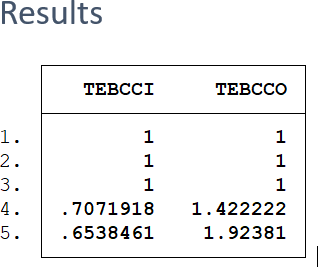 Results
TEBCCI TEBCCO
1. 1 1
2. 1 1
3. 1 1
4. .7071918 1.422222
5. .6538461 1.92381